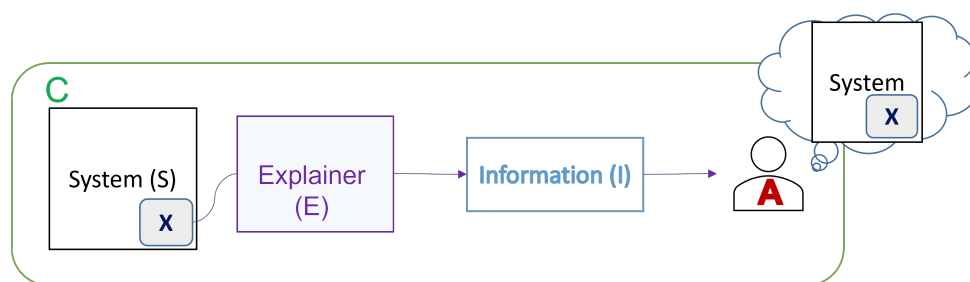 C
System (S)
X
Explainer
(E)
Information (I)
A
System
X